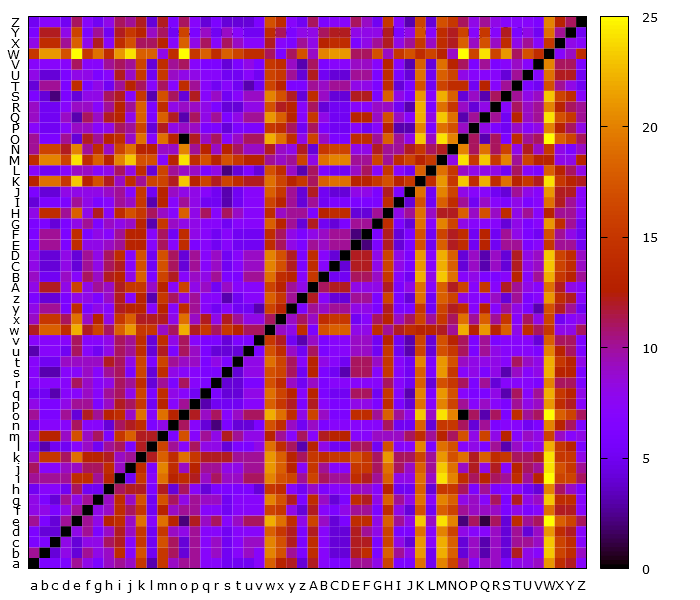 Z
Y
X
W
V
U
T
S
R
Q
P
O
N
M
L
K
J
I
H
G
F
E
D
C
B
A
z
y
x
w
v
u
t
s
r
q
p
o
n
m
l
k
j
i
h
g
f
e
d
c
b
a
a b c d e f g h i j k l m n o p q r s t u v w x y z A B C D E F G H I J K L M N O P Q R S T U V W X Y Z
25
20
15
10
5
0